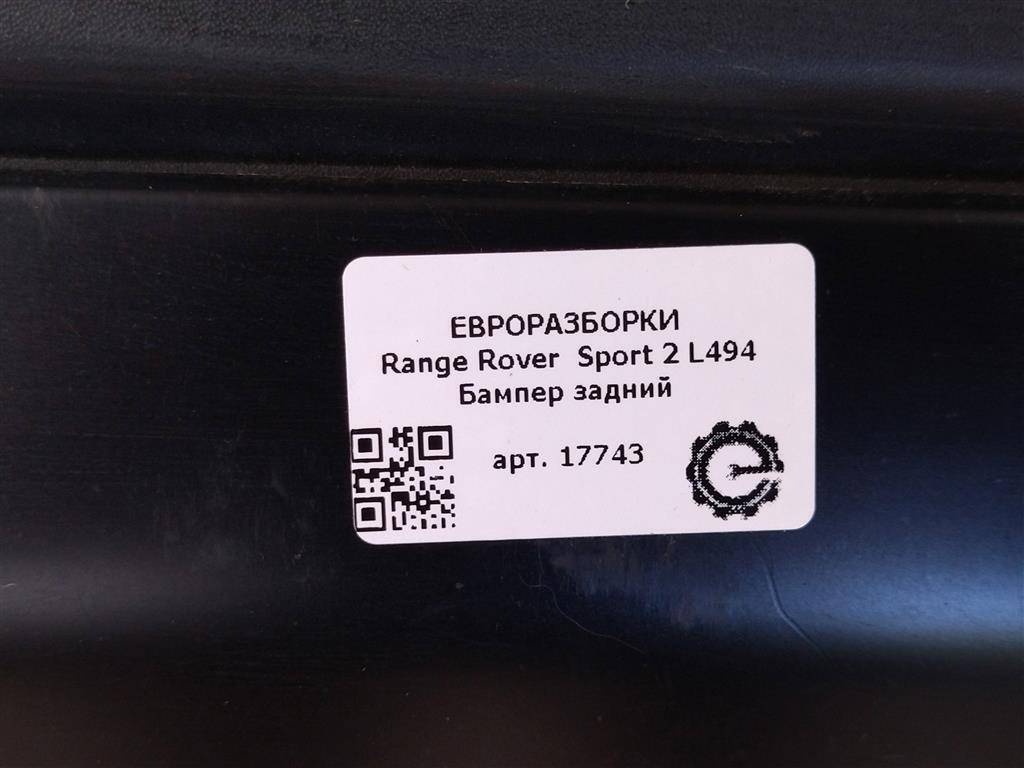 ЕВРОРАЗБОРКИ
Range Rover Sport 2 L494
Бампер задний
арт. 17743